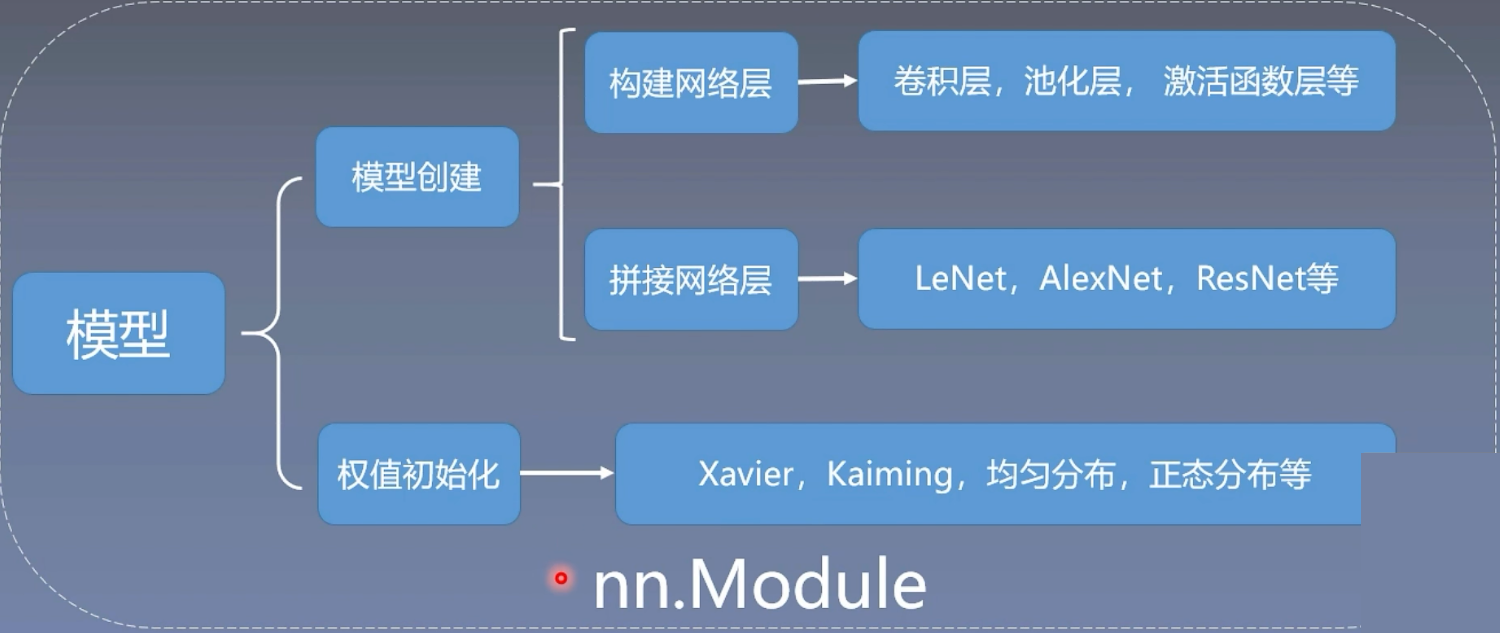 模型
模型创建
构建网络层
卷积层，池化层， 激活函数层等
拼接网络层
LeNet，AlexNet，ResNet等
权值初始化
Xavier，Kaiming，均匀分布，正态分布等
nn.Module